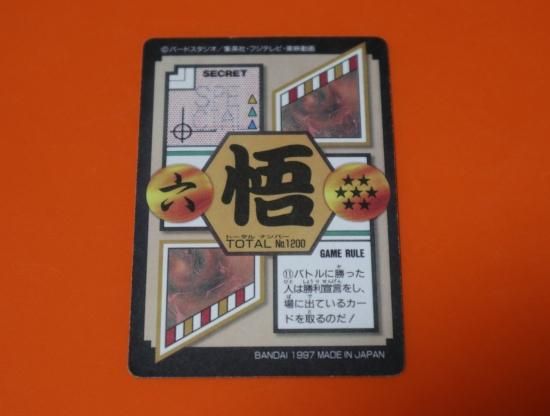 ©バードスタジオ／集英社・フジテレビ・東映動画
SECRET
SPE
CIAL
六
悟
トータル ナンバー
TOTAL No.1200
GAME RULE
⑪バトルに勝った
人は勝利宣言をし、
場に出ているカー
ドを取るのだ！
BANDAI 1997 MADE IN JAPAN